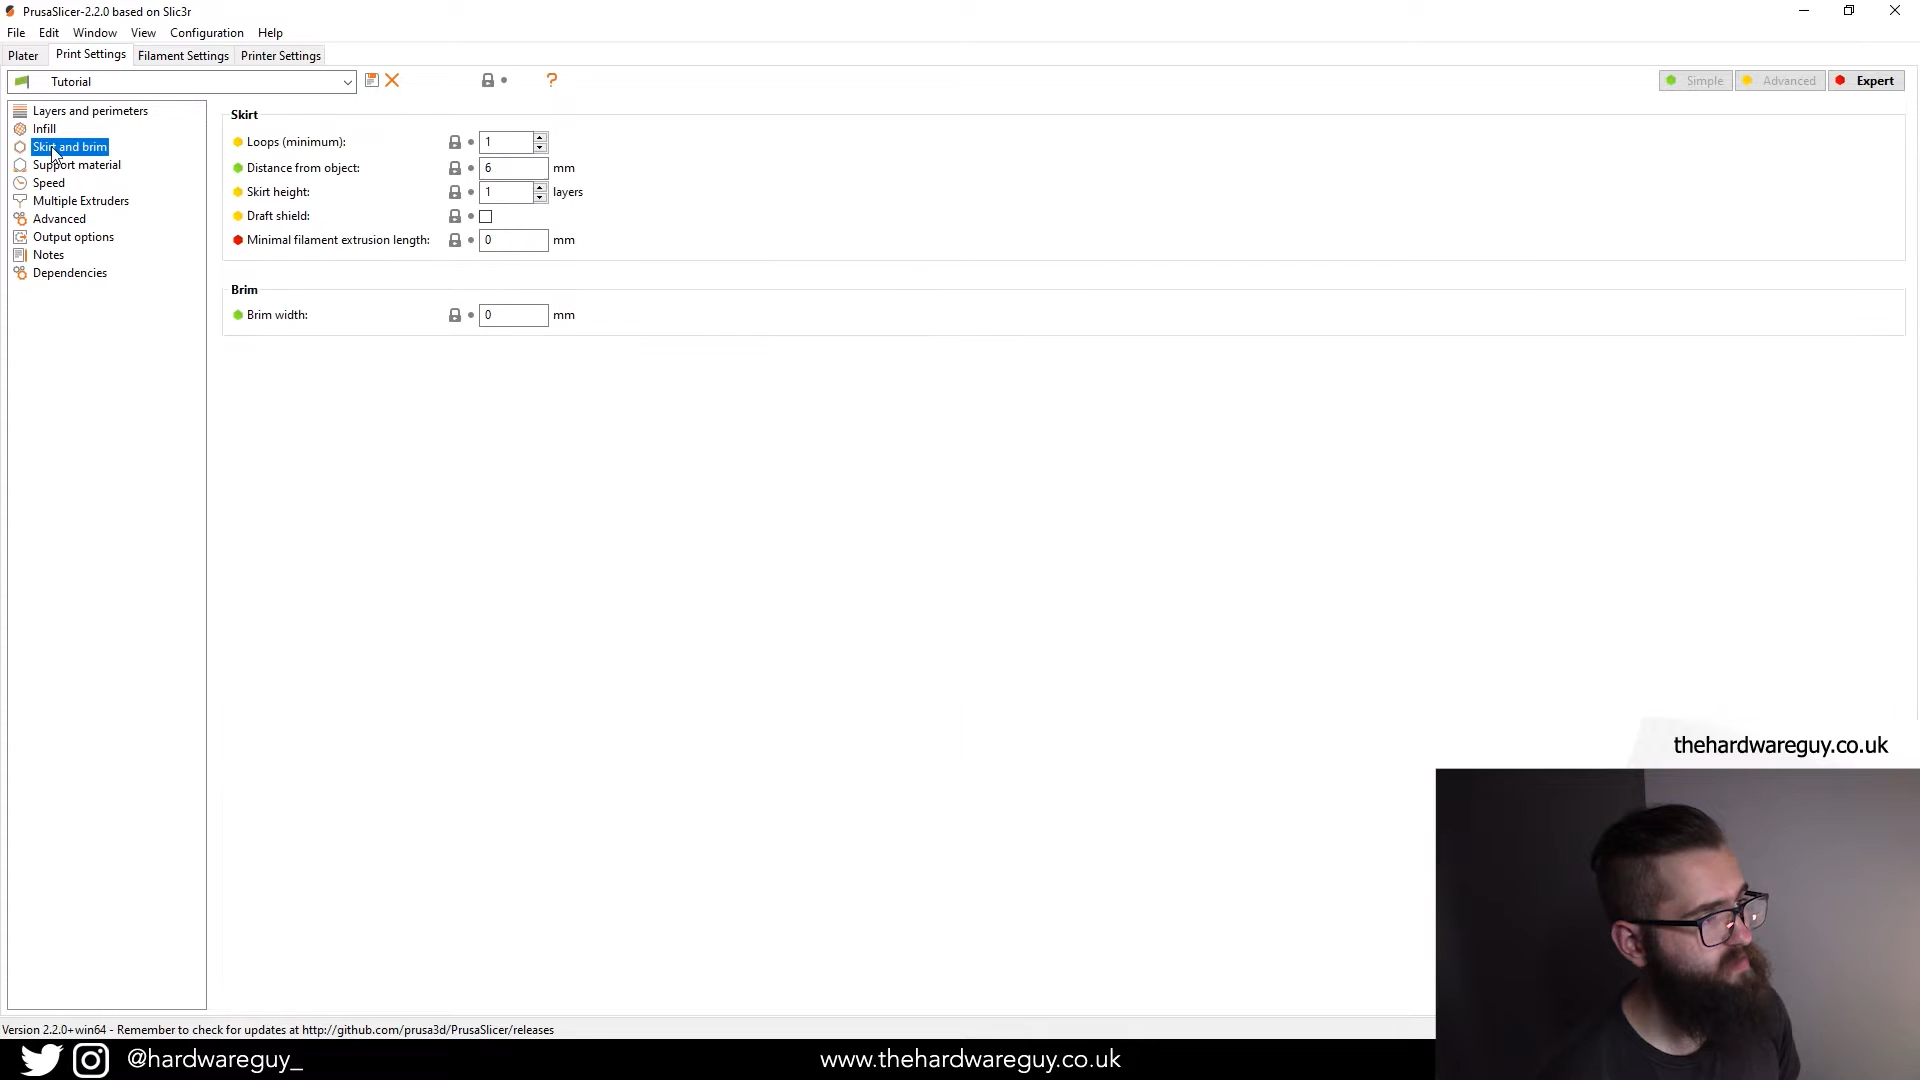 PrusaSlicer-2.2.0 based on Slic3r
File Edit Window View Configuration Help
Plater Print Settings Filament Settings Printer Settings
Tutorial ? Simple Advanced Expert
Layers and perimeters
Infill
Skirt and brim
Support material
Speed
Multiple Extruders
Advanced
Output options
Notes
Dependencies
Skirt
Loops (minimum): 1
Distance from object: 6 mm
Skirt height: 1 layers
Draft shield:
Minimal filament extrusion length: 0 mm
Brim
Brim width: 0 mm
thehardwareguy.co.uk
Version 2.2.0+win64 - Remember to check for updates at http://github.com/prusa3d/PrusaSlicer/releases
@hardwareguy_ www.thehardwareguy.co.uk